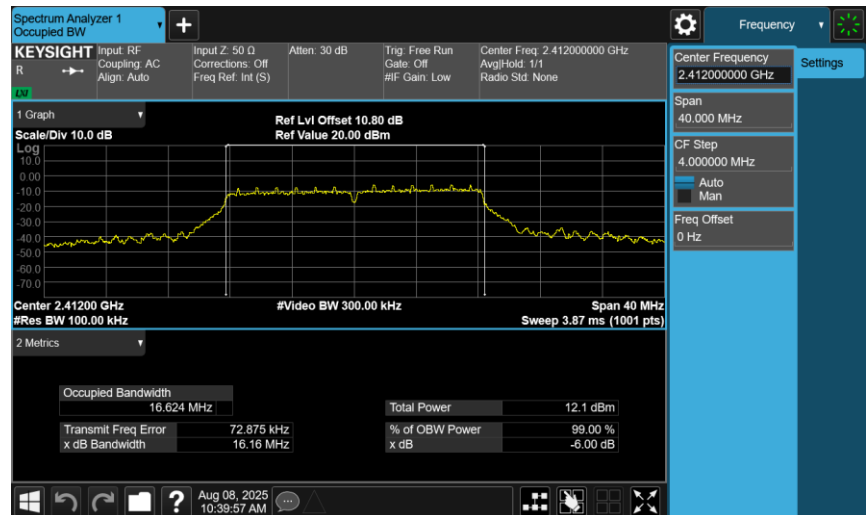 Spectrum Analyzer 1
Occupied BW
Frequency
KEYSIGHT
R
LXI
Input: RF
Coupling: AC
Align: Auto
Input Z: 50 Ω
Corrections: Off
Freq Ref: Int (S)
Atten: 30 dB
Trig: Free Run
Gate: Off
#IF Gain: Low
Center Freq: 2.412000000 GHz
Avg|Hold: 1/1
Radio Std: None
Center Frequency
2.412000000 GHz
Settings
Span
40.000 MHz
CF Step
4.000000 MHz
Auto
Man
Freq Offset
0 Hz
1 Graph
Scale/Div 10.0 dB
Ref Lvl Offset 10.80 dB
Ref Value 20.00 dBm
Log
10.0
0.00
-10.0
-20.0
-30.0
-40.0
-50.0
-60.0
-70.0
Center 2.41200 GHz
#Video BW 300.00 kHz
Span 40 MHz
#Res BW 100.00 kHz
Sweep 3.87 ms (1001 pts)
2 Metrics
Occupied Bandwidth
16.624 MHz
Total Power 12.1 dBm
Transmit Freq Error 72.875 kHz
% of OBW Power 99.00 %
x dB Bandwidth 16.16 MHz
x dB -6.00 dB
?
Aug 08, 2025
10:39:57 AM